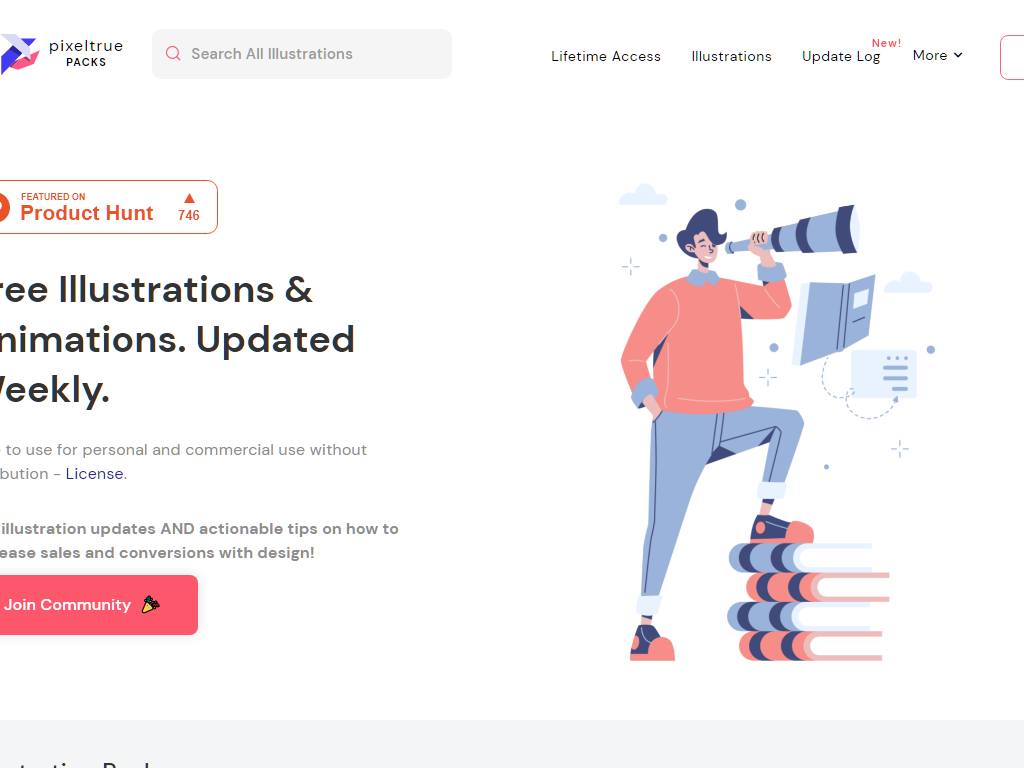 pixeltrue
PACKS
Search All Illustrations
Lifetime Access
Illustrations
Update Log
New!
More
FEATURED ON
Product Hunt
746
ree Illustrations &
nimations. Updated
eekly.
to use for personal and commercial use without
bution - License.
illustration updates AND actionable tips on how to
ease sales and conversions with design!
Join Community